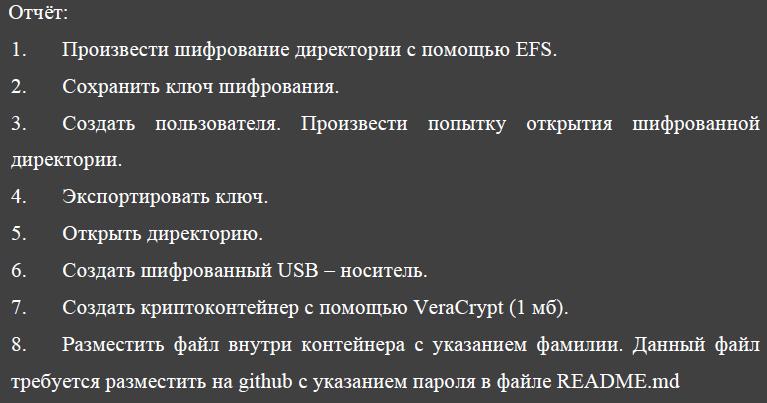 Отчёт:
1. Произвести шифрование директории с помощью EFS.
2. Сохранить ключ шифрования.
3. Создать пользователя. Произвести попытку открытия шифрованной
директории.
4. Экспортировать ключ.
5. Открыть директорию.
6. Создать шифрованный USB – носитель.
7. Создать криптоконтейнер с помощью VeraCrypt (1 мб).
8. Разместить файл внутри контейнера с указанием фамилии. Данный файл
требуется разместить на github с указанием пароля в файле README.md